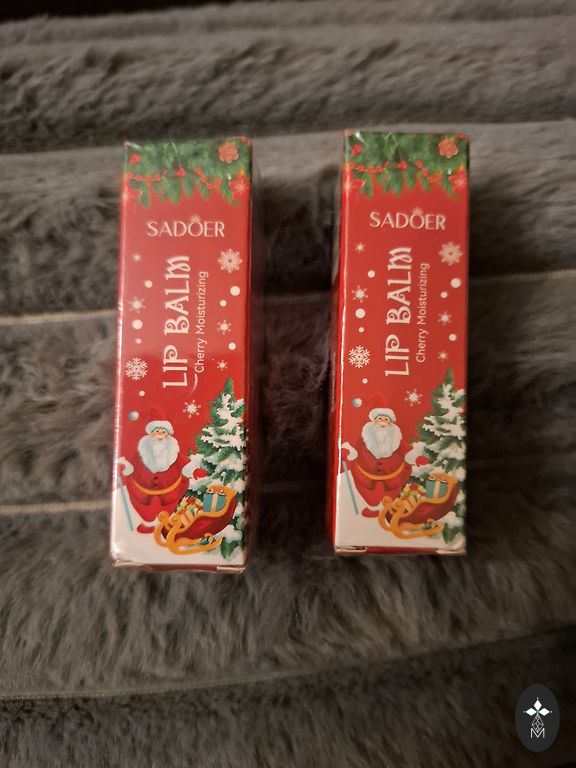 SADOER
LIP BALM
Cherry Moisturizing
SADOER
LIP BALM
Cherry Moisturizing
M